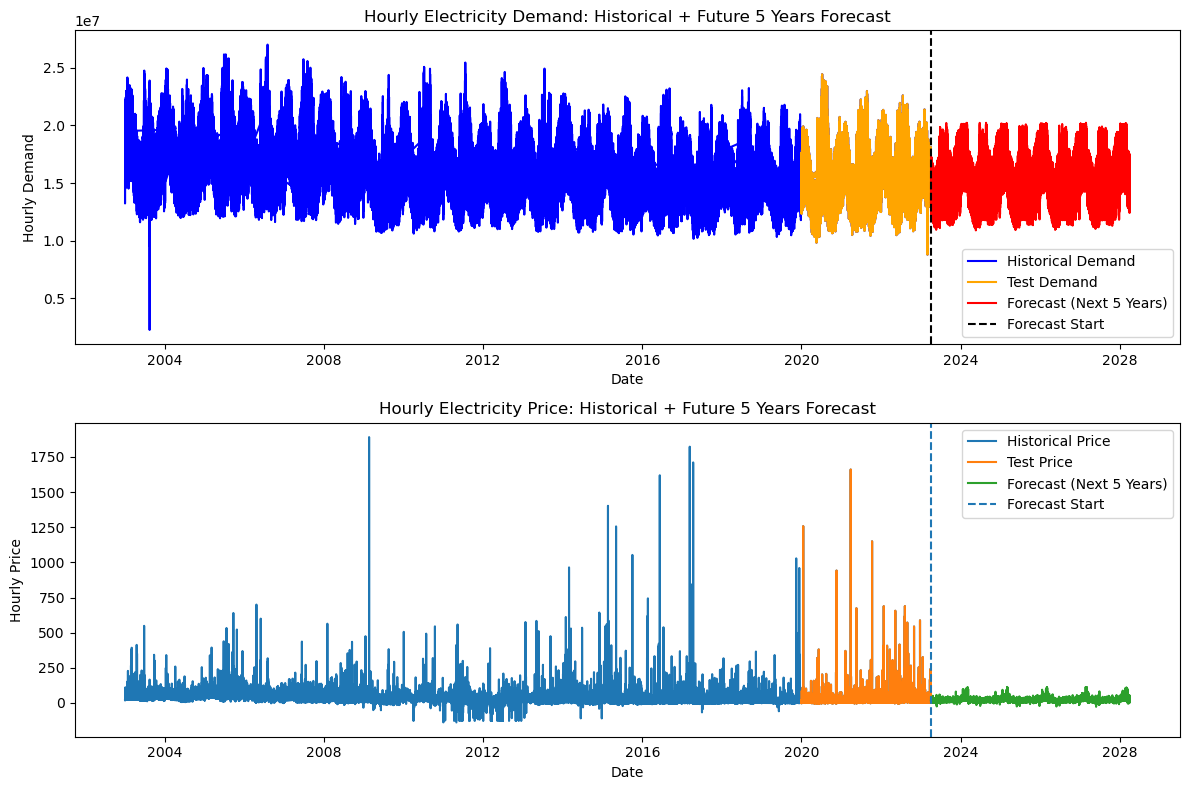 Hourly Electricity Demand: Historical + Future 5 Years Forecast
1e7
2.5
2.0
1.5
1.0
0.5
Hourly Demand
Historical Demand
Test Demand
Forecast (Next 5 Years)
Forecast Start
2004 2008 2012 2016 2020 2024 2028
Date
Hourly Electricity Price: Historical + Future 5 Years Forecast
1750
1500
1250
1000
750
500
250
0
Hourly Price
Historical Price
Test Price
Forecast (Next 5 Years)
Forecast Start
2004 2008 2012 2016 2020 2024 2028
Date